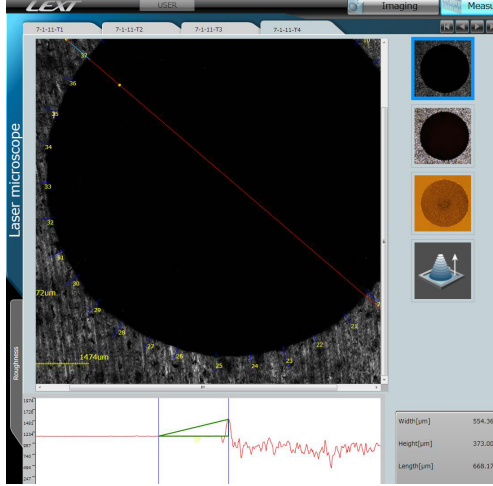 LEXT
USER
Imaging
Measu
7-1-11-T1
7-1-11-T2
7-1-11-T3
7-1-11-T4
Laser microscope
36
35
34
33
32
31
30
29
28
27
26
25
24
23
22
21
72um
1474um
Roughness
Width[µm] 554.36
Height[µm] 373.00
Length[µm] 668.17